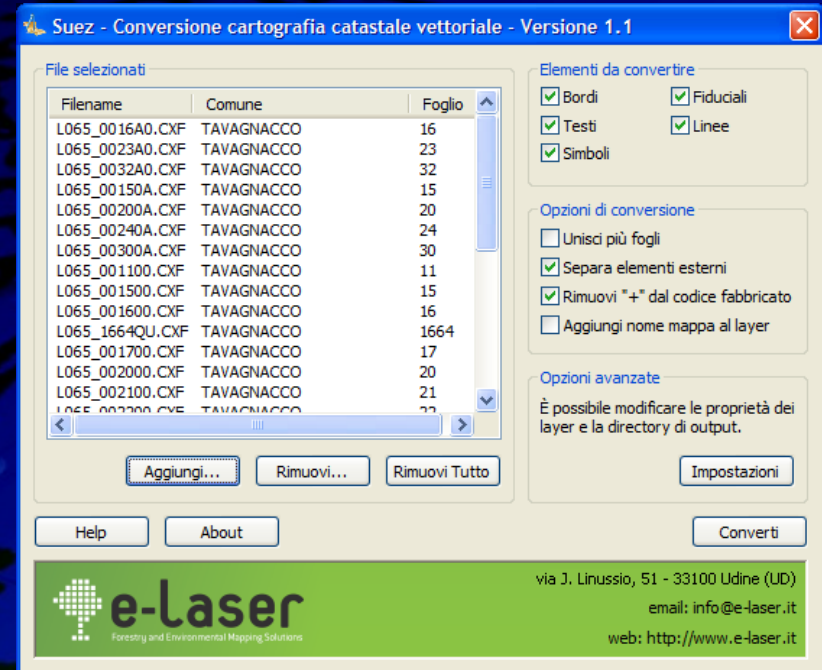 Suez - Conversione cartografia catastale vettoriale - Versione 1.1
File selezionati
Filename Comune Foglio
L065_0016A0.CXF TAVAGNACCO 16
L065_0023A0.CXF TAVAGNACCO 23
L065_0032A0.CXF TAVAGNACCO 32
L065_00150A.CXF TAVAGNACCO 15
L065_00200A.CXF TAVAGNACCO 20
L065_00240A.CXF TAVAGNACCO 24
L065_00300A.CXF TAVAGNACCO 30
L065_001100.CXF TAVAGNACCO 11
L065_001500.CXF TAVAGNACCO 15
L065_001600.CXF TAVAGNACCO 16
L065_1664QU.CXF TAVAGNACCO 1664
L065_001700.CXF TAVAGNACCO 17
L065_002000.CXF TAVAGNACCO 20
L065_002100.CXF TAVAGNACCO 21
L065_002200.CXF TAVAGNACCO 22
Aggiungi... Rimuovi... Rimuovi Tutto
Elementi da convertire
Bordi Fiduciali
Testi Linee
Simboli
Opzioni di conversione
Unisci più fogli
Separa elementi esterni
Rimuovi "+" dal codice fabbricato
Aggiungi nome mappa al layer
Opzioni avanzate
È possibile modificare le proprietà dei
layer e la directory di output.
Impostazioni
Help About Converti
e-Laser
Forestry and Environmental Mapping Solutions
via J. Linussio, 51 - 33100 Udine (UD)
email: info@e-laser.it
web: http://www.e-laser.it